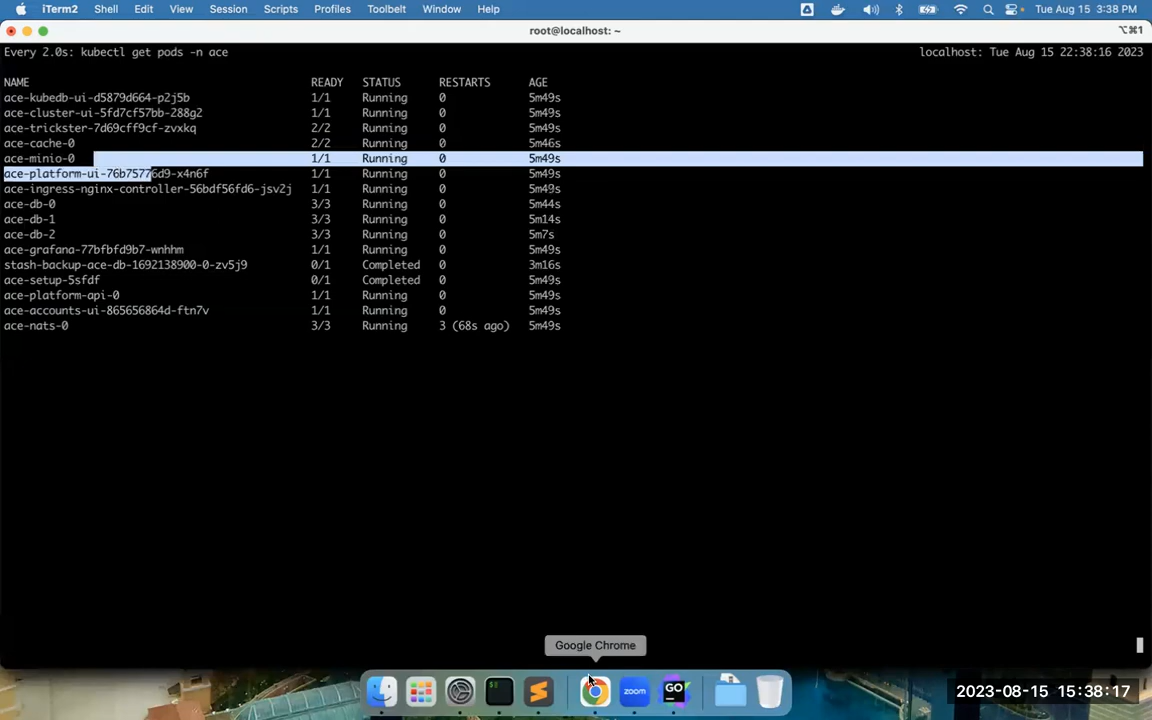 iTerm2 Shell Edit View Session Scripts Profiles Toolbelt Window Help Tue Aug 15 3:38 PM
root@localhost: ~ ⌥⌘1
Every 2.0s: kubectl get pods -n ace localhost: Tue Aug 15 22:38:16 2023
NAME READY STATUS RESTARTS AGE
ace-kubedb-ui-d5879d664-p2j5b 1/1 Running 0 5m49s
ace-cluster-ui-5fd7cf57bb-288g2 1/1 Running 0 5m49s
ace-trickster-7d69cff9cf-zvxkq 2/2 Running 0 5m49s
ace-cache-0 2/2 Running 0 5m46s
ace-minio-0 1/1 Running 0 5m49s
ace-platform-ui-76b75776d9-x4n6f 1/1 Running 0 5m49s
ace-ingress-nginx-controller-56bdf56fd6-jsv2j 1/1 Running 0 5m49s
ace-db-0 3/3 Running 0 5m44s
ace-db-1 3/3 Running 0 5m14s
ace-db-2 3/3 Running 0 5m7s
ace-grafana-77bfbfd9b7-wnhhm 1/1 Running 0 5m49s
stash-backup-ace-db-1692138900-0-zv5j9 0/1 Completed 0 3m16s
ace-setup-5sfdf 0/1 Completed 0 5m49s
ace-platform-api-0 1/1 Running 0 5m49s
ace-accounts-ui-865656864d-ftn7v 1/1 Running 0 5m49s
ace-nats-0 3/3 Running 3 (68s ago) 5m49s
Google Chrome
zoom
GO
2023-08-15 15:38:17